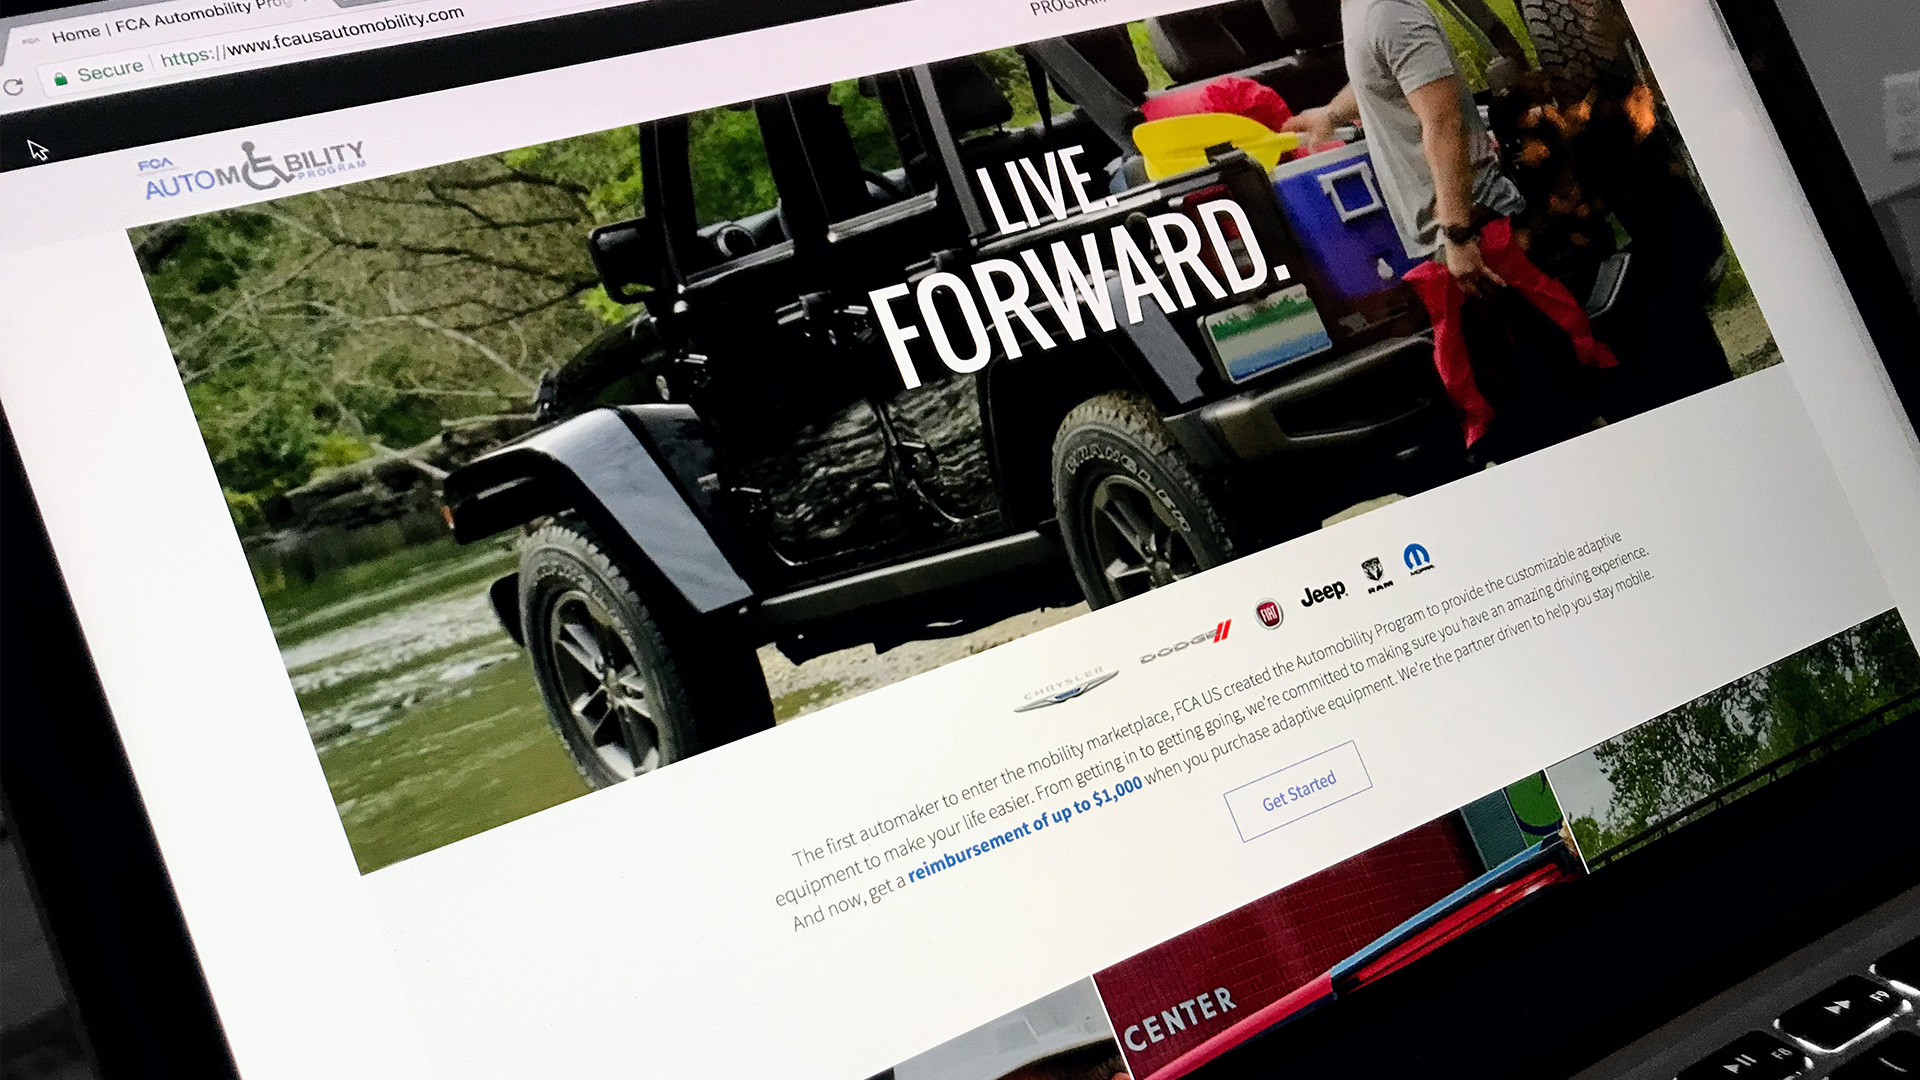 Home | FCA Automobility Prog
Secure
https://www.fcausautomobility.com
PROGRAM
FCA
AUTOMOBILITY
PROGRAM
LIVE.
FORWARD.
WRANGLER
CHRYSLER
DODGE
FIAT
Jeep
RAM
MOPAR
The first automaker to enter the mobility marketplace, FCA US created the Automobility Program to provide the customizable adaptive
equipment to make your life easier. From getting in to getting going, we're committed to making sure you have an amazing driving experience.
And now, get a reimbursement of up to $1,000 when you purchase adaptive equipment. We're the partner driven to help you stay mobile.
Get Started
CENTER
F8
F9